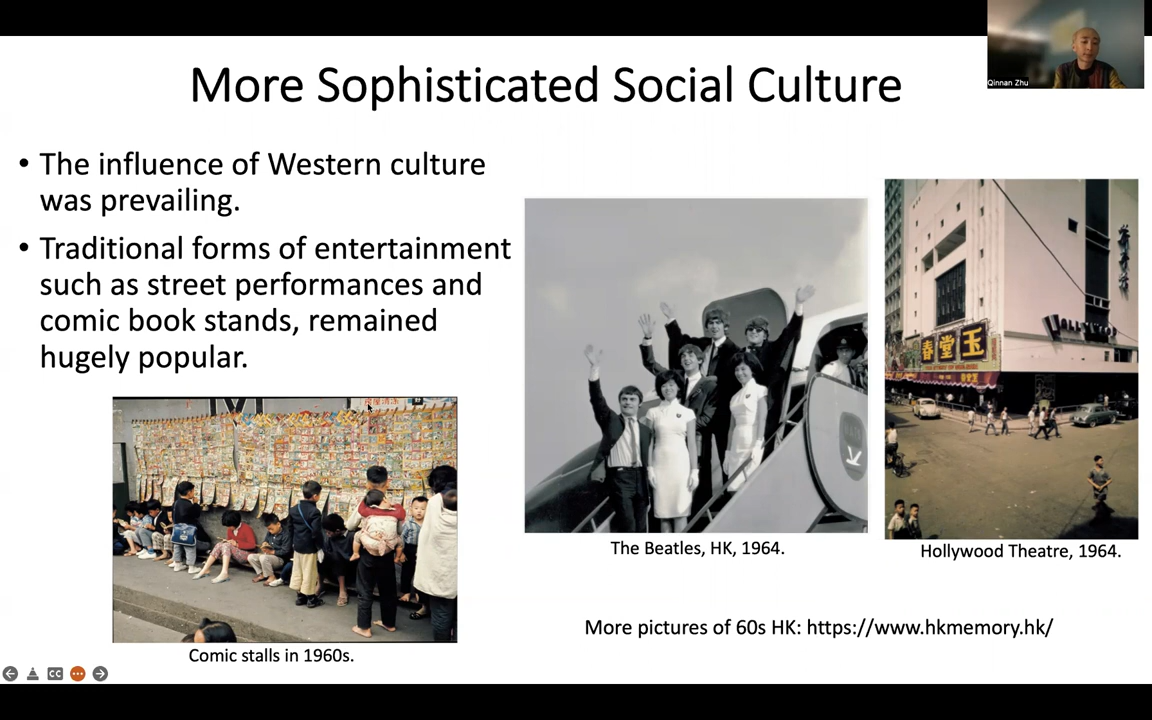 More Sophisticated Social Culture
Qinnan Zhu
• The influence of Western culture
was prevailing.
• Traditional forms of entertainment
such as street performances and
comic book stands, remained
hugely popular.
春堂玉
HOLLYWOOD
The Beatles, HK, 1964.
Hollywood Theatre, 1964.
More pictures of 60s HK: https://www.hkmemory.hk/
Comic stalls in 1960s.
CC